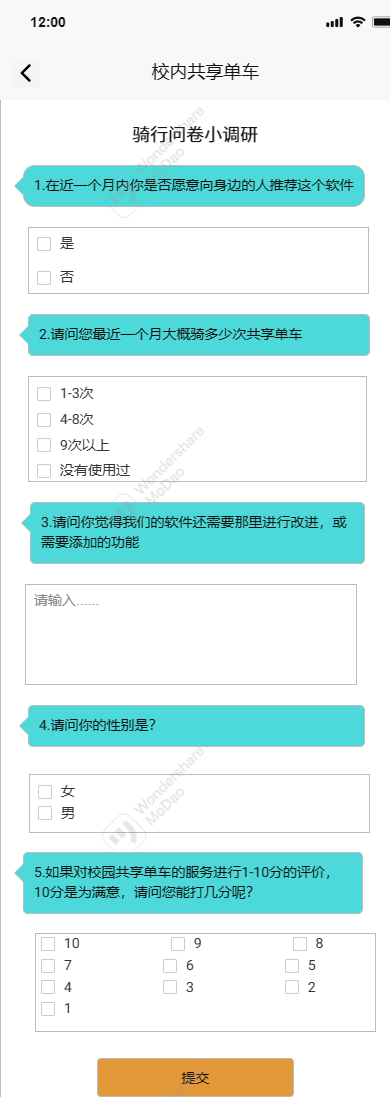 12:00
校内共享单车
骑行问卷小调研
1.在近一个月内你是否愿意向身边的人推荐这个软件
是
否
2.请问您最近一个月大概骑多少次共享单车
1-3次
4-8次
9次以上
没有使用过
3.请问你觉得我们的软件还需要那里进行改进，或
需要添加的功能
请输入......
4.请问你的性别是？
女
男
5.如果对校园共享单车的服务进行1-10分的评价，
10分是为满意，请问您能打几分呢？
10 9 8
7 6 5
4 3 2
1
提交
Wondershare
MoDao
Wondershare
MoDao
Wondershare
MoDao